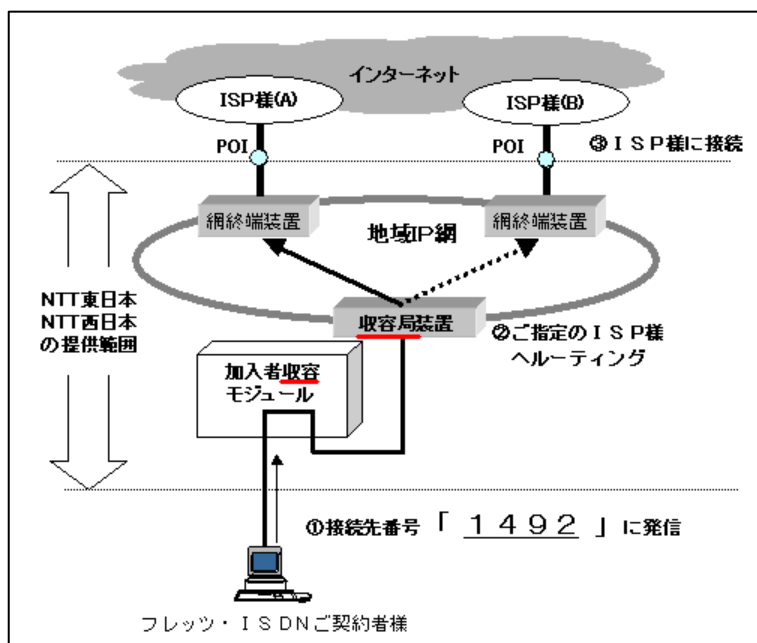 インターネット
ISP様(A)
ISP様(B)
POI
POI
③ＩＳＰ様に接続
網終端装置
網終端装置
地域IP網
NTT東日本
NTT西日本
の提供範囲
収容局装置
②ご指定のＩＳＰ様
へルーティング
加入者収容
モジュール
①接続先番号「１４９２」に発信
フレッツ・ＩＳＤＮご契約者様